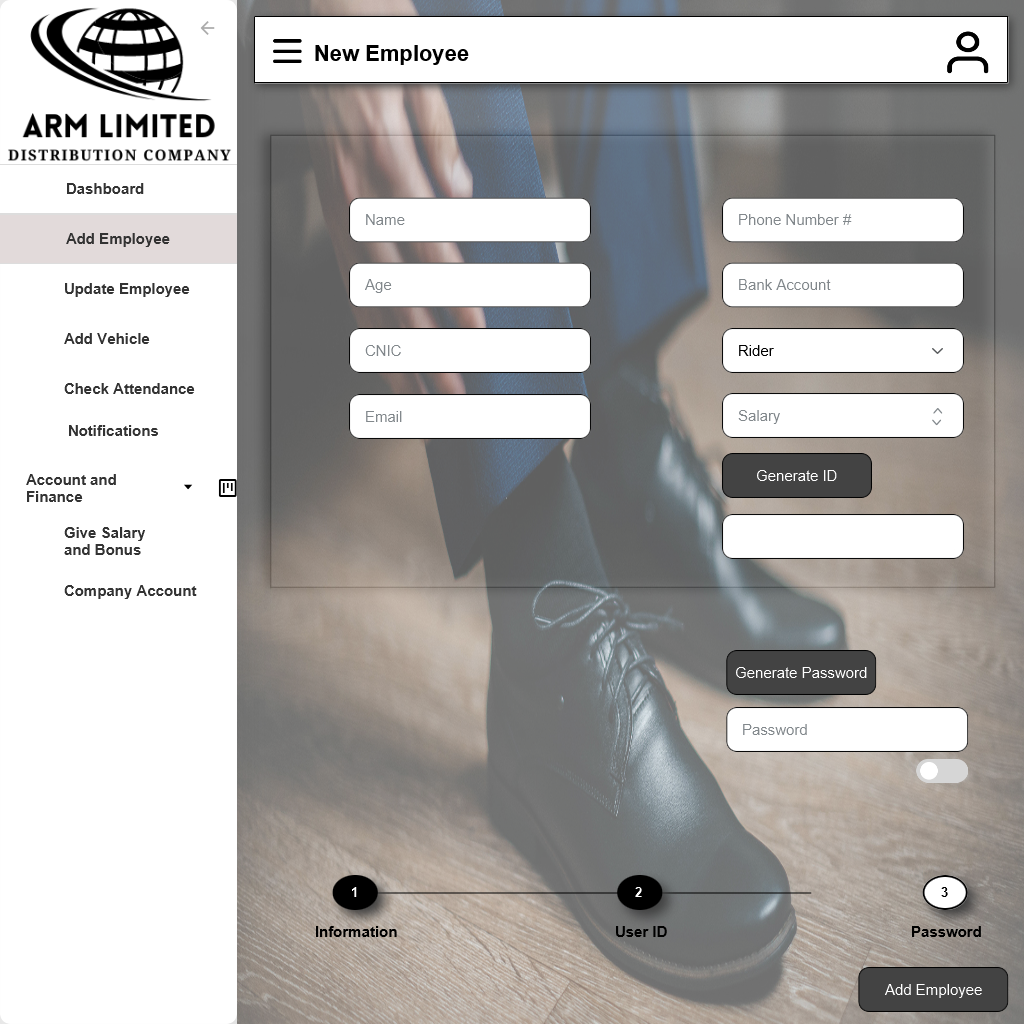 ARM LIMITED
DISTRIBUTION COMPANY
Dashboard
Add Employee
Update Employee
Add Vehicle
Check Attendance
Notifications
Account and
Finance
Give Salary
and Bonus
Company Account
New Employee
Name
Phone Number #
Age
Bank Account
CNIC
Rider
Email
Salary
Generate ID
Generate Password
Password
1
2
3
Information
User ID
Password
Add Employee